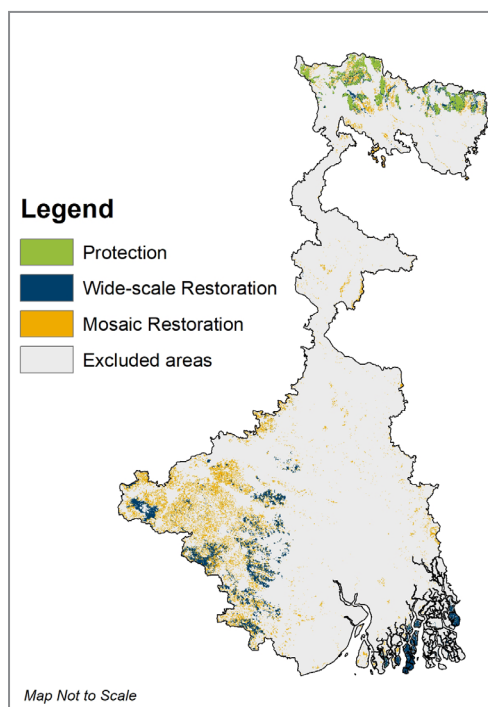 Legend
Protection
Wide-scale Restoration
Mosaic Restoration
Excluded areas
Map Not to Scale